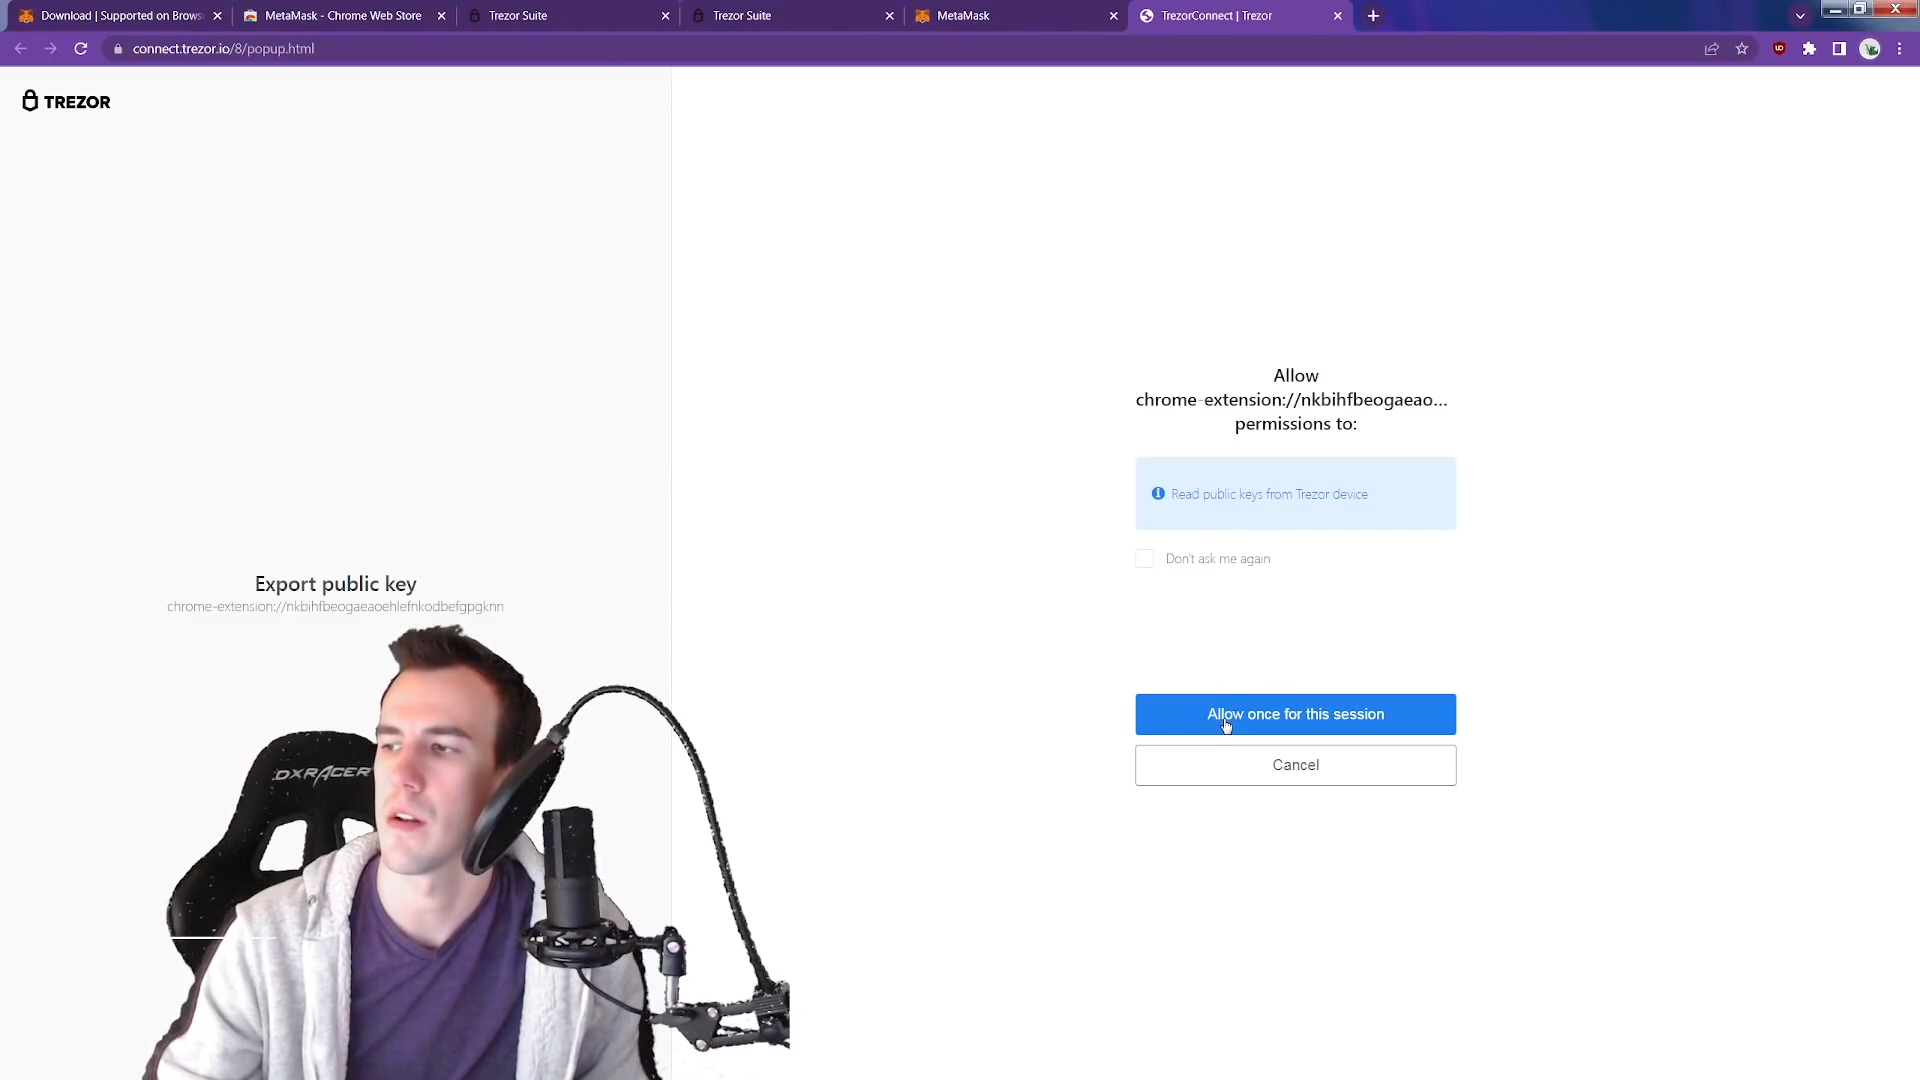 Download | Supported on Brows
MetaMask - Chrome Web Store
Trezor Suite
Trezor Suite
MetaMask
TrezorConnect | Trezor
connect.trezor.io/8/popup.html
TREZOR
Allow
chrome-extension://nkbihfbeogaeao...
permissions to:
Read public keys from Trezor device
Don't ask me again
Export public key
chrome-extension://nkbihfbeogaeaoehlefnkodbefgpgknn
Allow once for this session
Cancel
DXRACER